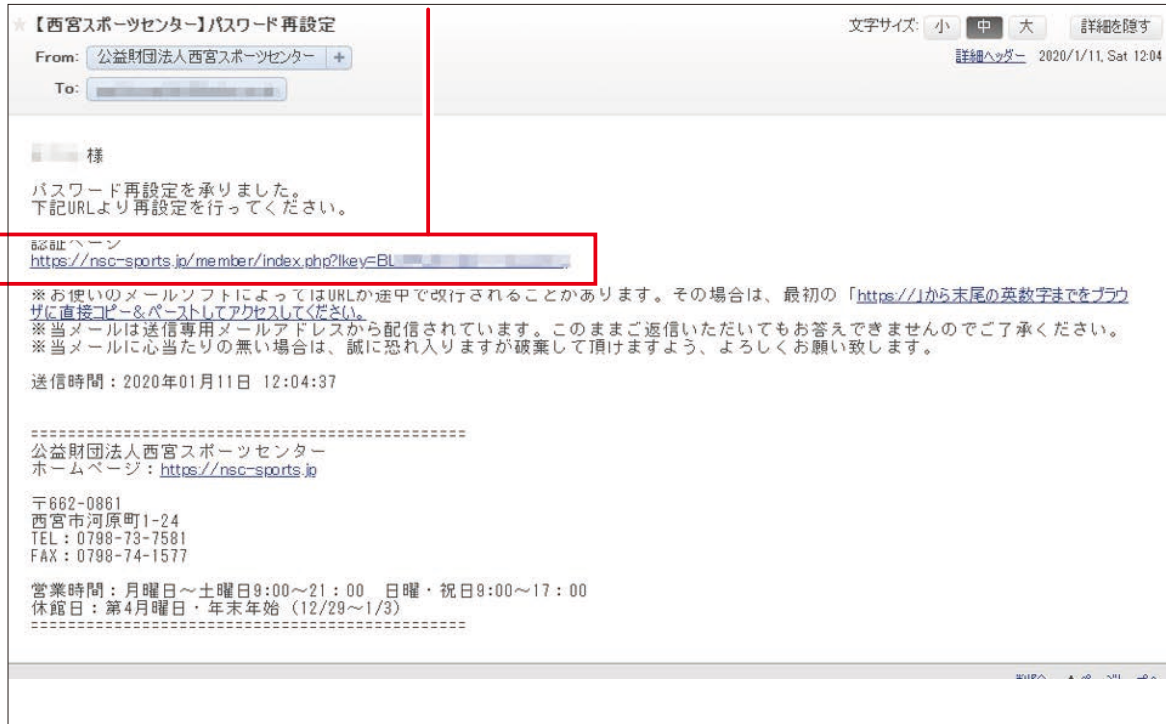 【西宮スポーツセンター】パスワード再設定
文字サイズ: 小 中 大 詳細を隠す
From: 公益財団法人西宮スポーツセンター +
詳細ヘッダー 2020/1/11, Sat 12:04
To:
様
パスワード再設定を承りました。
下記URLより再設定を行ってください。
認証ページ
https://nsc-sports.jp/member/index.php?lkey=BL
※お使いのメールソフトによってはURLが途中で改行されることがあります。その場合は、最初の「https://」から末尾の英数字までをブラウ
ザに直接コピー&ペーストしてアクセスしてください。
※当メールは送信専用メールアドレスから配信されています。このままご返信いただいてもお答えできませんのでご了承ください。
※当メールに心当たりの無い場合は、誠に恐れ入りますが破棄して頂けますよう、よろしくお願い致します。
送信時間：2020年01月11日 12:04:37
===============================================
公益財団法人西宮スポーツセンター
ホームページ：https://nsc-sports.jp
〒662-0861
西宮市河原町1-24
TEL：0798-73-7581
FAX：0798-74-1577
営業時間：月曜日～土曜日9:00～21：00　日曜・祝日9:00～17：00
休館日：第4月曜日・年末年始（12/29～1/3）
===============================================